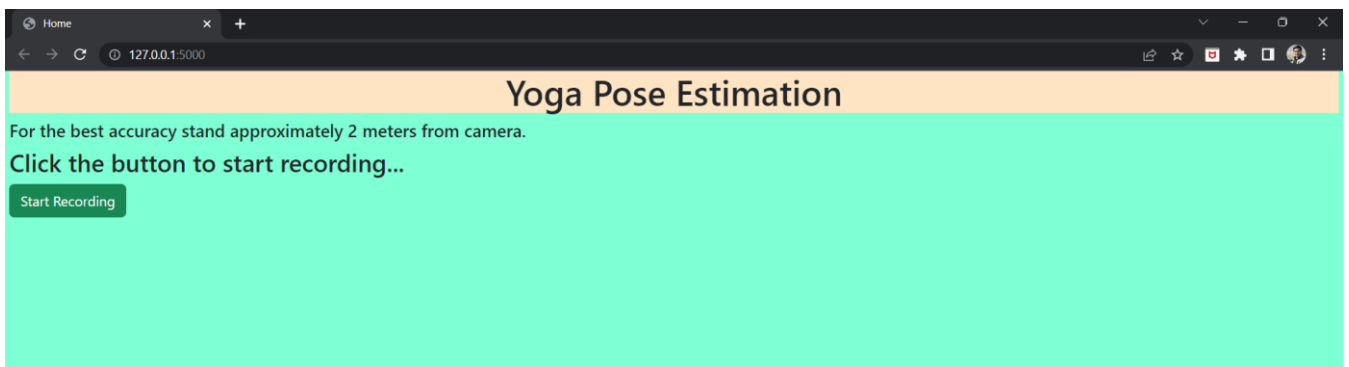 Home
127.0.0.1:5000
Yoga Pose Estimation
For the best accuracy stand approximately 2 meters from camera.
Click the button to start recording...
Start Recording